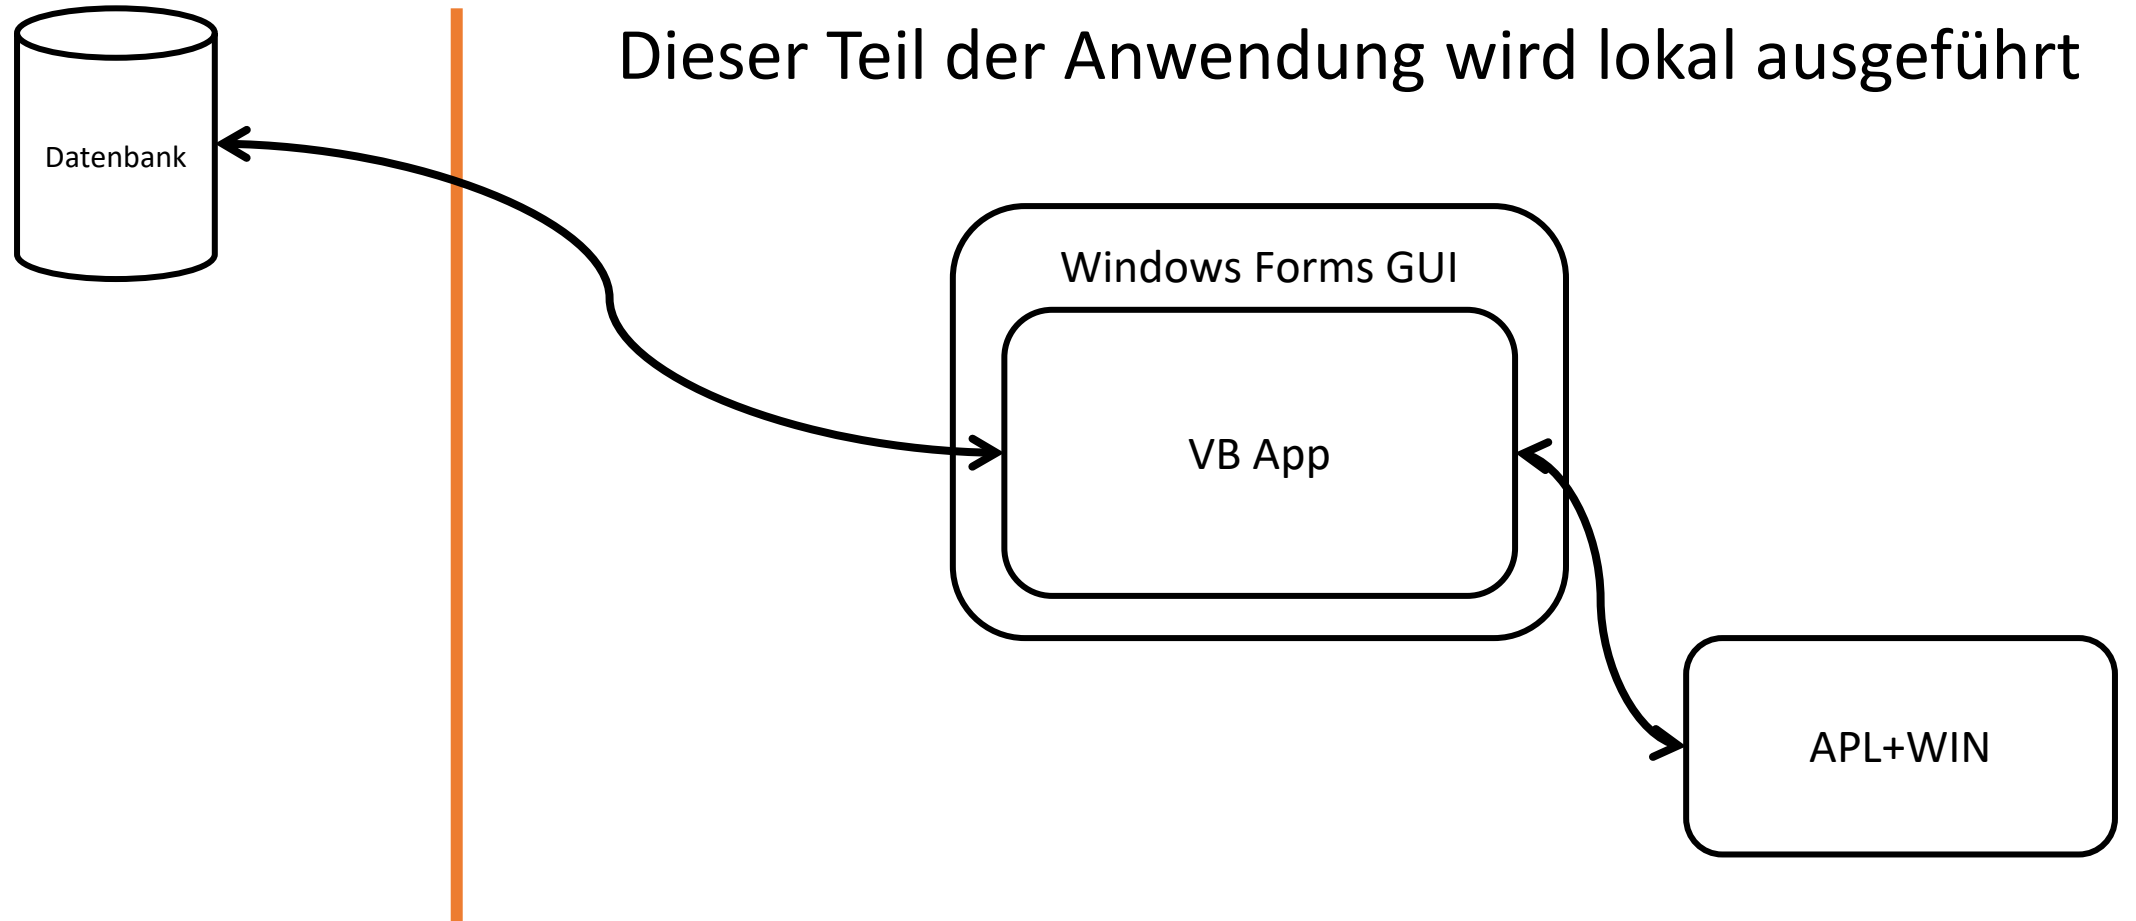 Dieser Teil der Anwendung wird lokal ausgeführt
Datenbank
Windows Forms GUI
VB App
APL+WIN